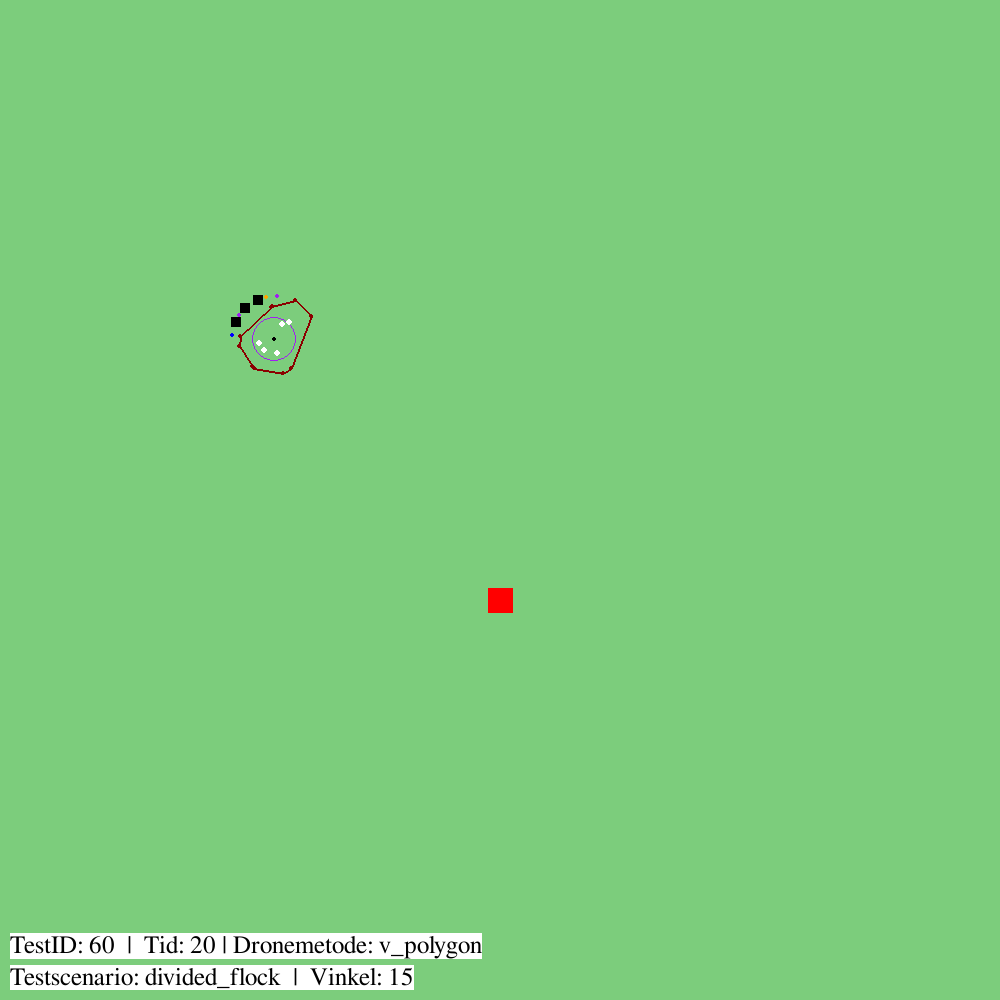 TestID: 60 | Tid: 20 | Dronemetode: v_polygon
Testscenario: divided_flock | Vinkel: 15